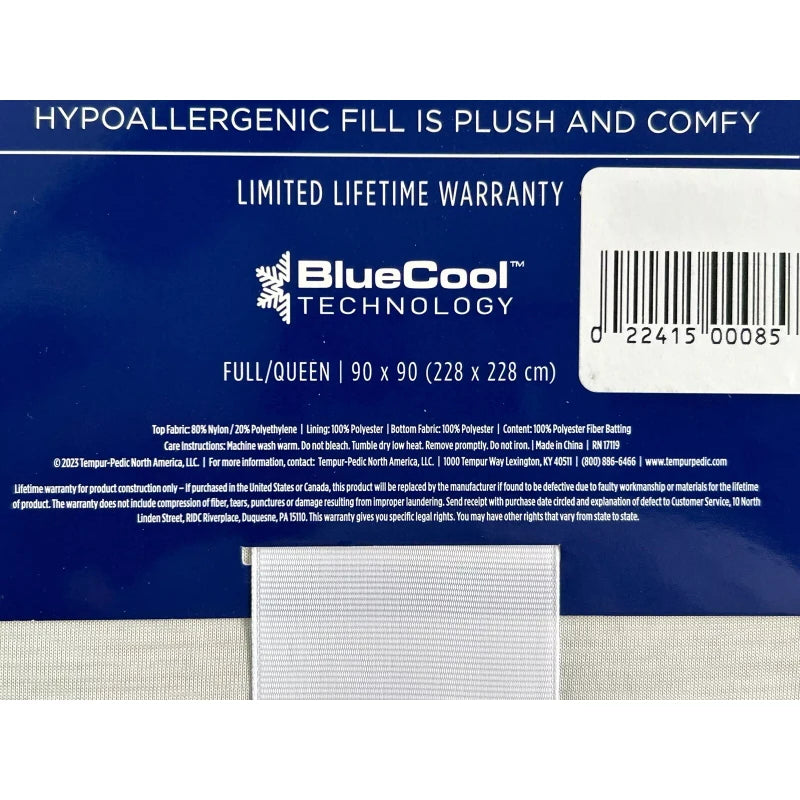 HYPOALLERGENIC FILL IS PLUSH AND COMFY
LIMITED LIFETIME WARRANTY
BlueCool™
TECHNOLOGY
FULL/QUEEN | 90 x 90 (228 x 228 cm)
0 22415 00085
Top Fabric: 80% Nylon / 20% Polyethylene | Lining: 100% Polyester | Bottom Fabric: 100% Polyester | Content: 100% Polyester Fiber Batting
Care Instructions: Machine wash warm. Do not bleach. Tumble dry low heat. Remove promptly. Do not iron. | Made in China | RN 17119
© 2023 Tempur-Pedic North America, LLC. | For more information, contact: Tempur-Pedic North America, LLC. | 1000 Tempur Way Lexington, KY 40511 | (800) 886-6466 | www.tempurpedic.com
Lifetime warranty for product construction only – If purchased in the United States or Canada, this product will be replaced by the manufacturer if found to be defective due to faulty workmanship or materials for the lifetime
of product. The warranty does not include compression of fiber, tears, punctures or damage resulting from improper laundering. Send receipt with purchase date circled and explanation of defect to Customer Service, 10 North
Linden Street, RIDC Riverplace, Duquesne, PA 15110. This warranty gives you specific legal rights. You may have other rights that vary from state to state.